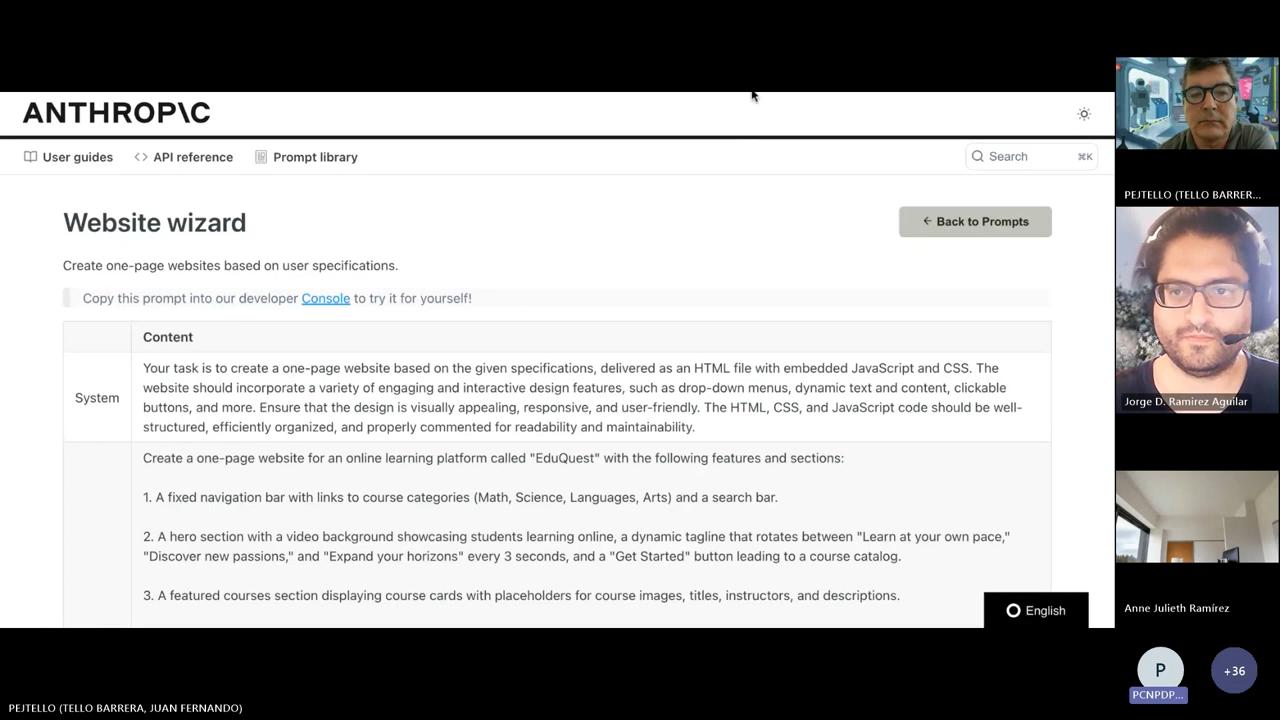 ANTHROP\C
User guides
API reference
Prompt library
Search
⌘K
Website wizard
← Back to Prompts
Create one-page websites based on user specifications.
Copy this prompt into our developer Console to try it for yourself!
Content
System
Your task is to create a one-page website based on the given specifications, delivered as an HTML file with embedded JavaScript and CSS. The
website should incorporate a variety of engaging and interactive design features, such as drop-down menus, dynamic text and content, clickable
buttons, and more. Ensure that the design is visually appealing, responsive, and user-friendly. The HTML, CSS, and JavaScript code should be well-
structured, efficiently organized, and properly commented for readability and maintainability.
Create a one-page website for an online learning platform called "EduQuest" with the following features and sections:
1. A fixed navigation bar with links to course categories (Math, Science, Languages, Arts) and a search bar.
2. A hero section with a video background showcasing students learning online, a dynamic tagline that rotates between "Learn at your own pace,"
"Discover new passions," and "Expand your horizons" every 3 seconds, and a "Get Started" button leading to a course catalog.
3. A featured courses section displaying course cards with placeholders for course images, titles, instructors, and descriptions.
English
PEJTELLO (TELLO BARRER...
Jorge D. Ramirez Aguilar
Anne Julieth Ramírez
P
PCNPDP...
+36
PEJTELLO (TELLO BARRERA, JUAN FERNANDO)